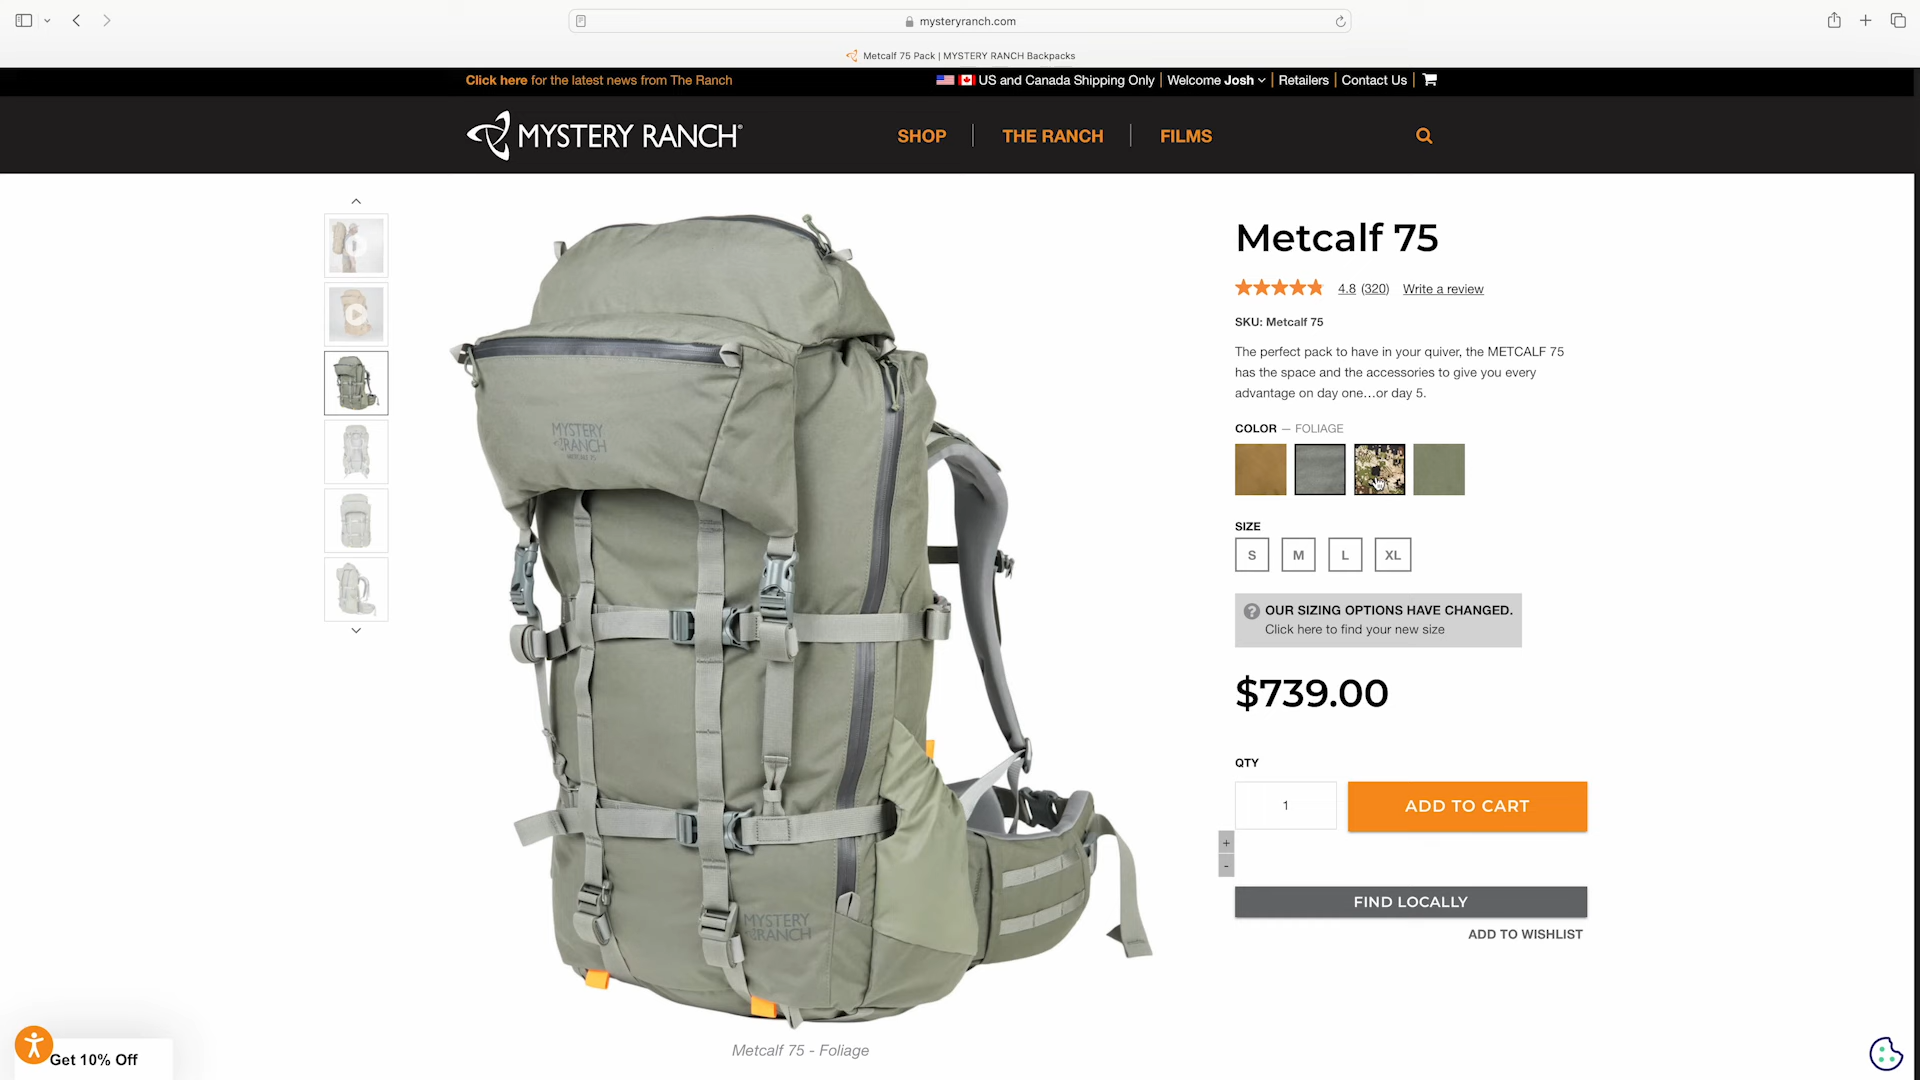 mysteryranch.com
Metcalf 75 Pack | MYSTERY RANCH Backpacks
Click here for the latest news from The Ranch
US and Canada Shipping Only | Welcome Josh | Retailers | Contact Us |
MYSTERY RANCH
SHOP
THE RANCH
FILMS
Metcalf 75
4.8 (320) Write a review
SKU: Metcalf 75
The perfect pack to have in your quiver, the METCALF 75
has the space and the accessories to give you every
advantage on day one…or day 5.
COLOR — FOLIAGE
SIZE
S
M
L
XL
? OUR SIZING OPTIONS HAVE CHANGED.
Click here to find your new size
$739.00
QTY
1
ADD TO CART
+
-
FIND LOCALLY
ADD TO WISHLIST
MYSTERY
RANCH
METCALF 75
MYSTERY
RANCH
Metcalf 75 - Foliage
Get 10% Off